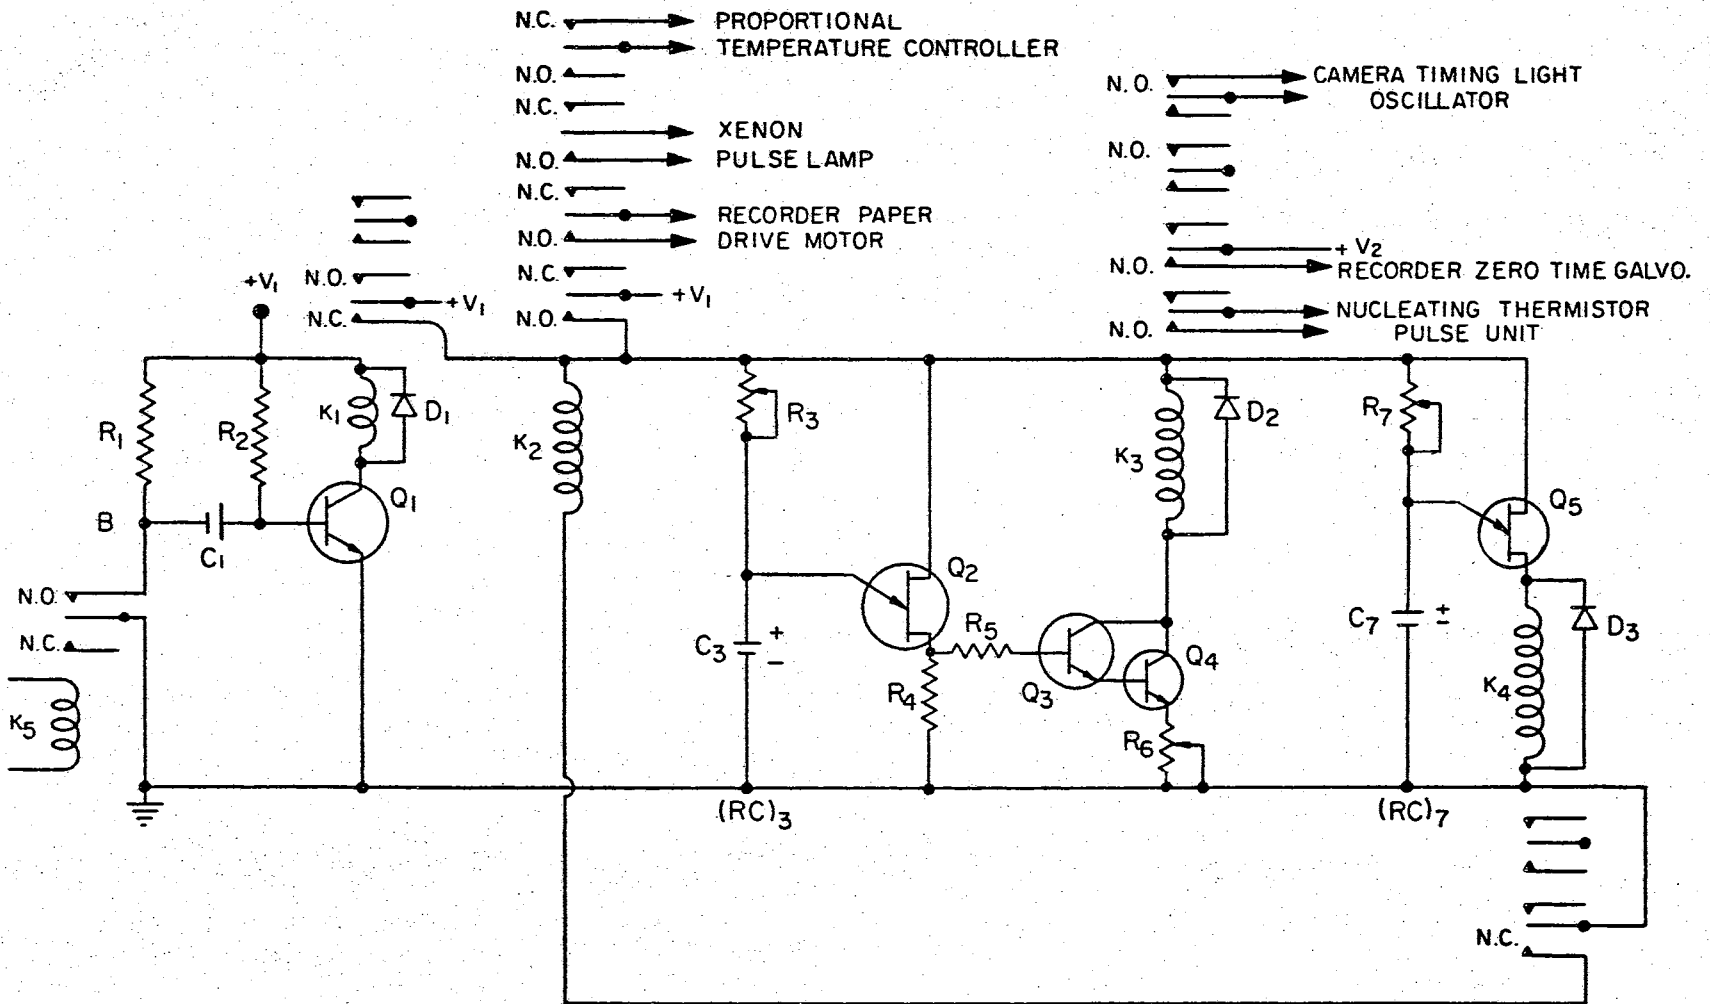 N.C. PROPORTIONAL
TEMPERATURE CONTROLLER
N.O.
N.C.
XENON
N.O. PULSE LAMP
N.C.
RECORDER PAPER
N.O. DRIVE MOTOR
N.C.
+V1
N.O.
N.O. CAMERA TIMING LIGHT
OSCILLATOR
N.O.
+V2
N.O. RECORDER ZERO TIME GALVO.
NUCLEATING THERMISTOR
N.O. PULSE UNIT
+V1
N.O.
+V1
N.C.
R1
R2
K1
D1
K2
R3
K3
D2
R7
B
C1
Q1
Q5
N.O.
N.C.
K5
Q2
C3 + −
R4
R5
Q3
Q4
R6
C7 ±
K4
D3
(RC)3
(RC)7
N.C.